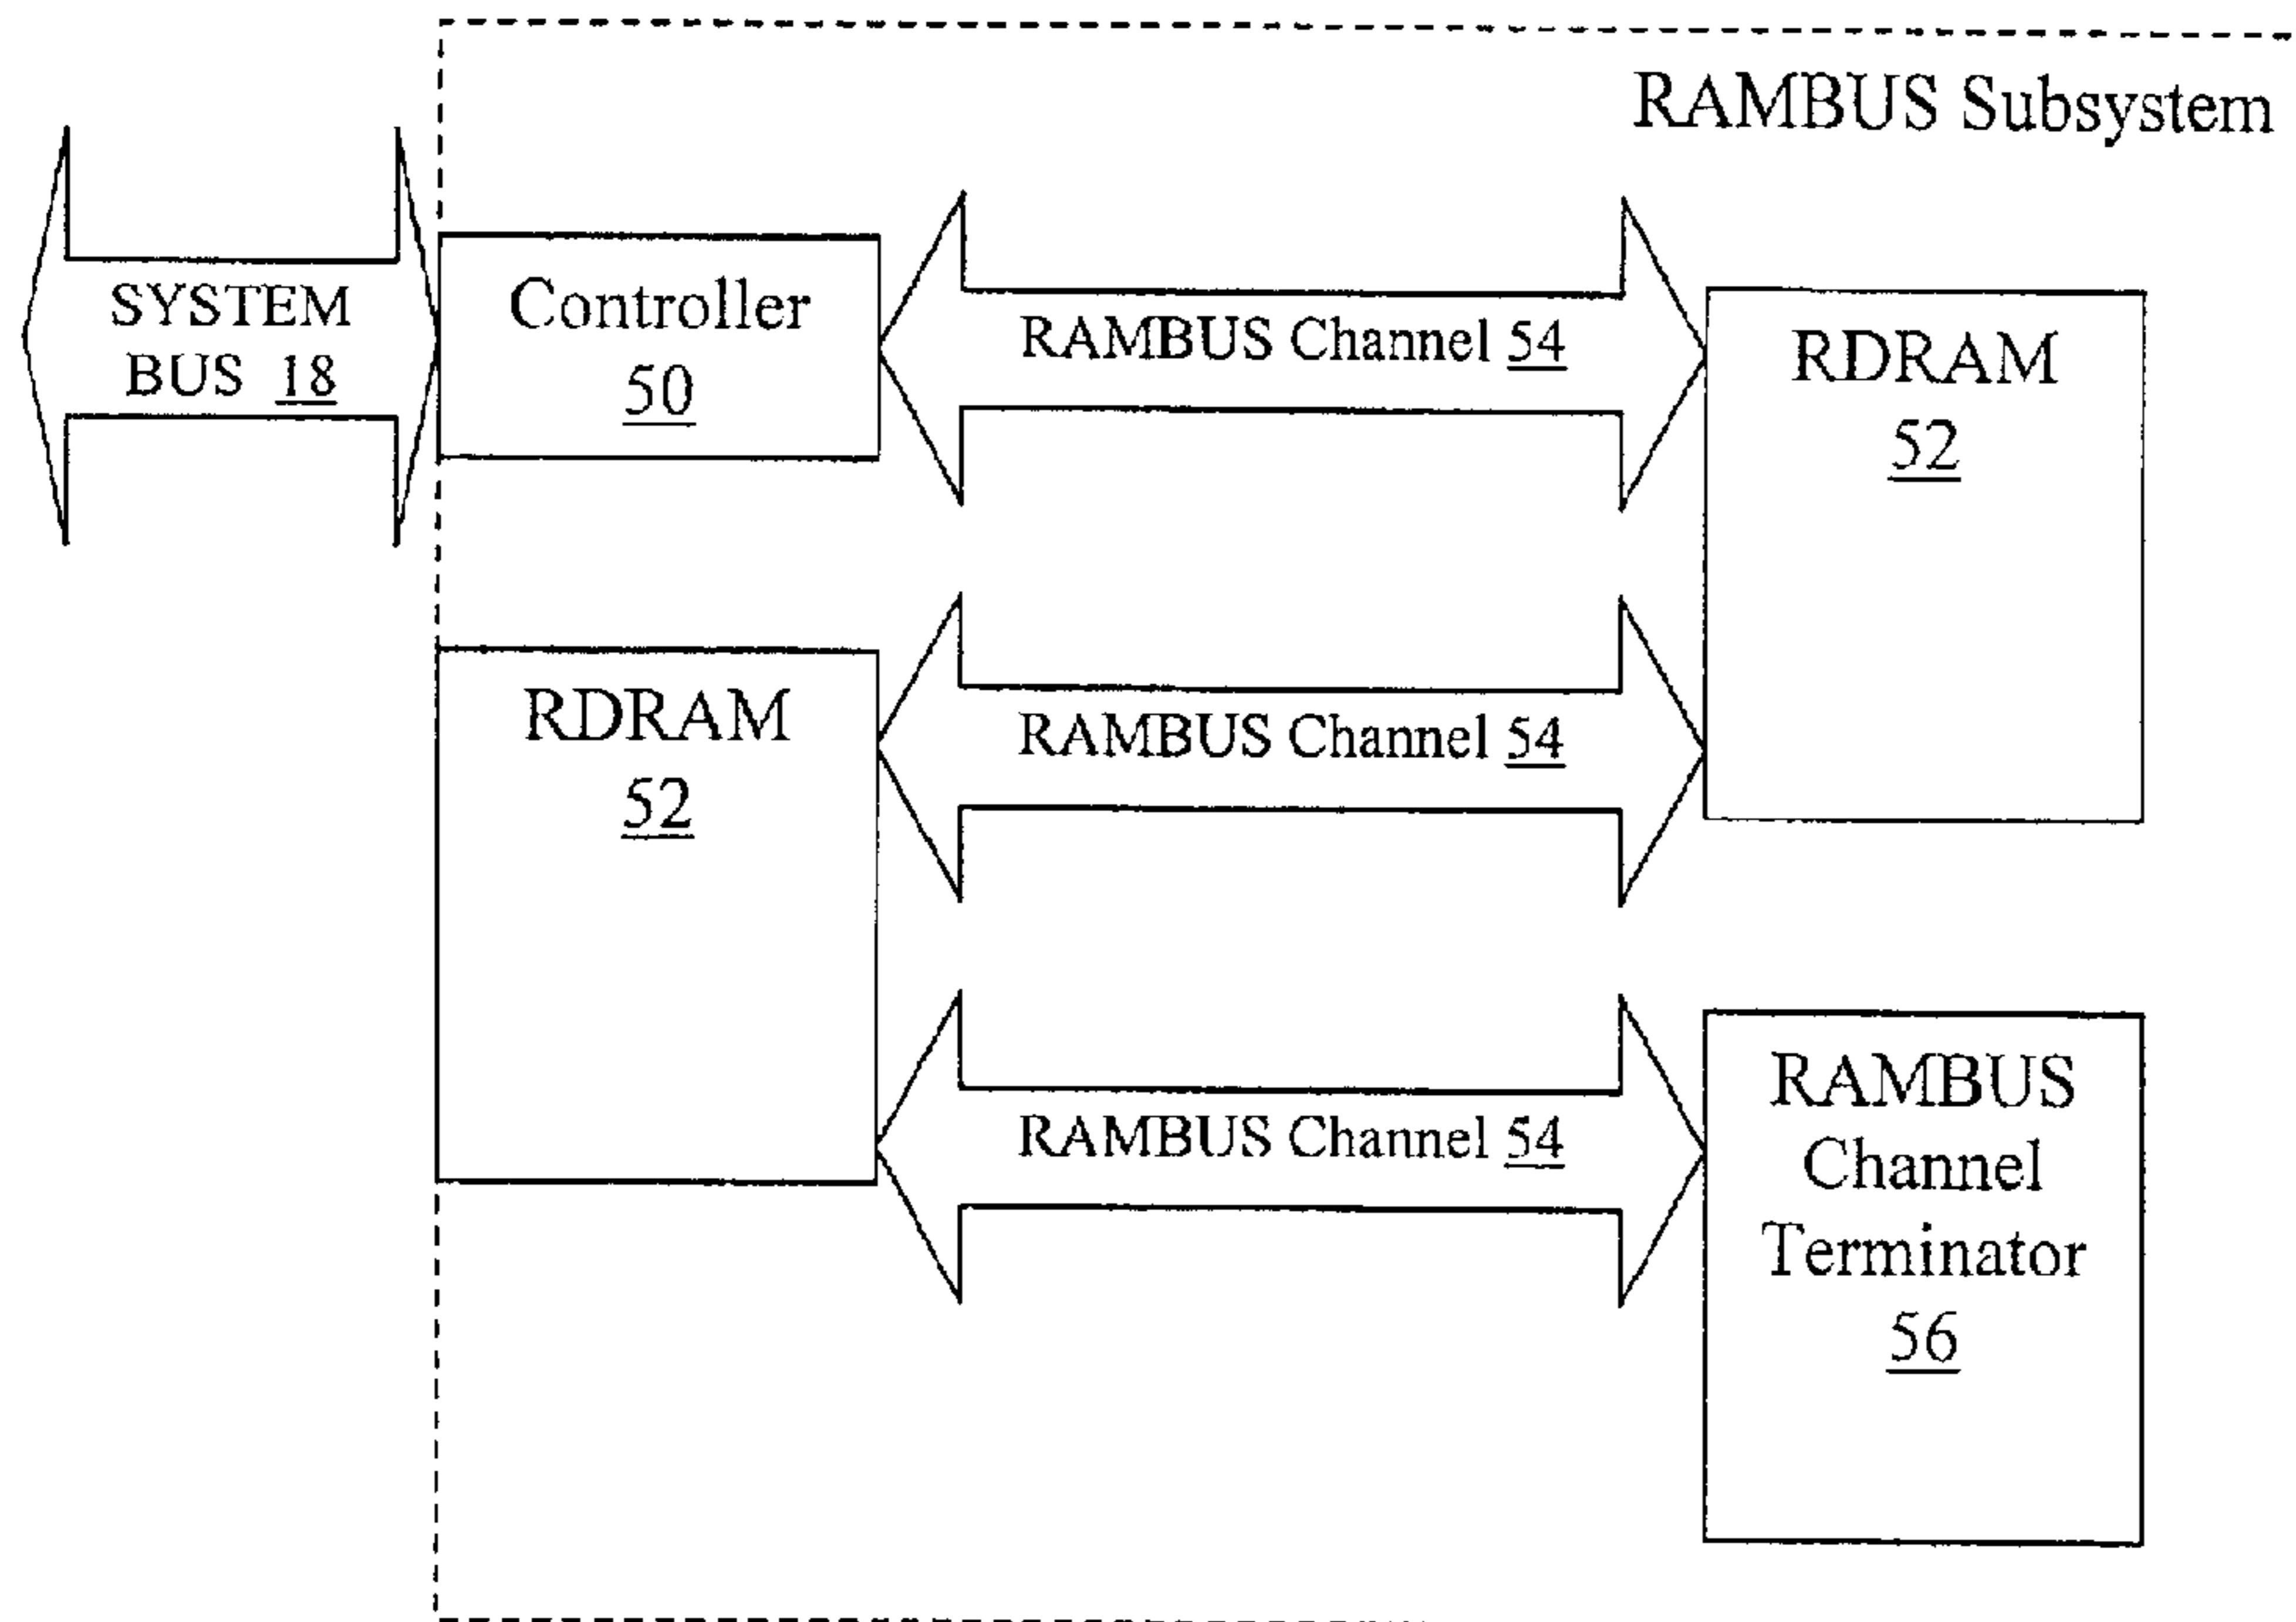 RAMBUS Subsystem
SYSTEM
BUS 18
Controller
50
RAMBUS Channel 54
RDRAM
52
RDRAM
52
RAMBUS Channel 54
RAMBUS Channel 54
RAMBUS
Channel
Terminator
56